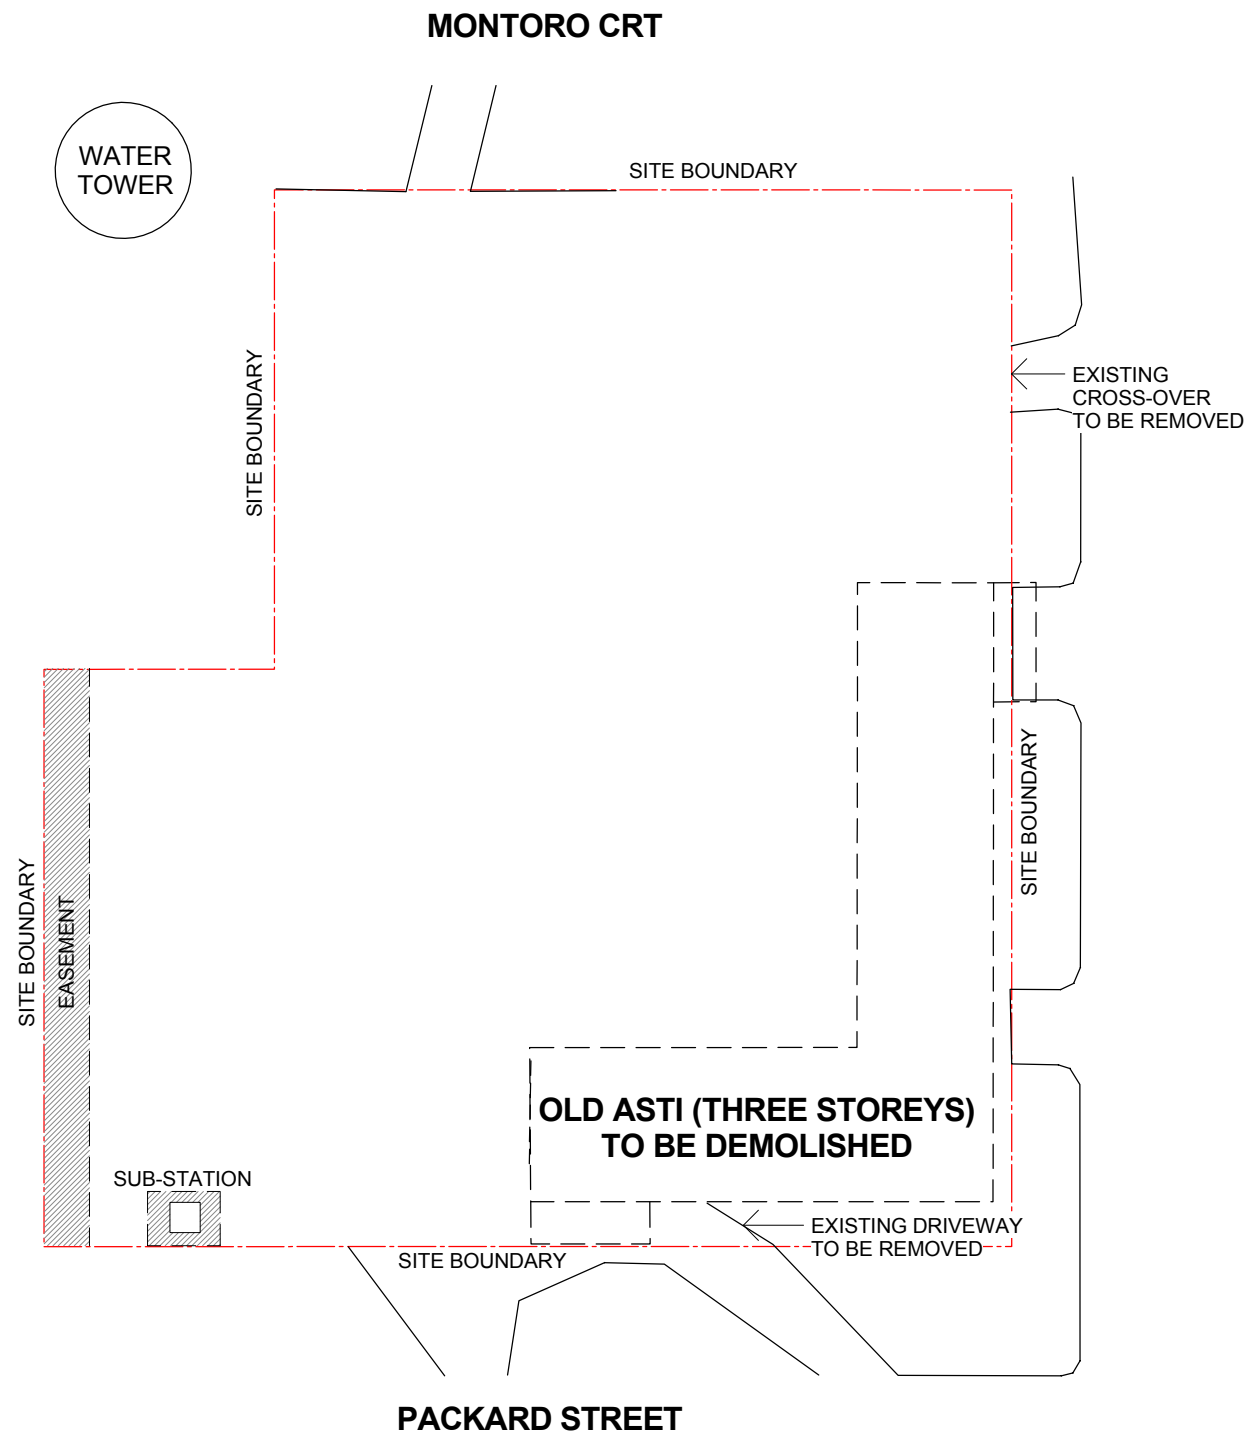 MONTORO CRT
WATER
TOWER
SITE BOUNDARY
SITE BOUNDARY
EXISTING
CROSS-OVER
TO BE REMOVED
SITE BOUNDARY
SITE BOUNDARY
EASEMENT
OLD ASTI (THREE STOREYS)
TO BE DEMOLISHED
SUB-STATION
EXISTING DRIVEWAY
TO BE REMOVED
SITE BOUNDARY
PACKARD STREET